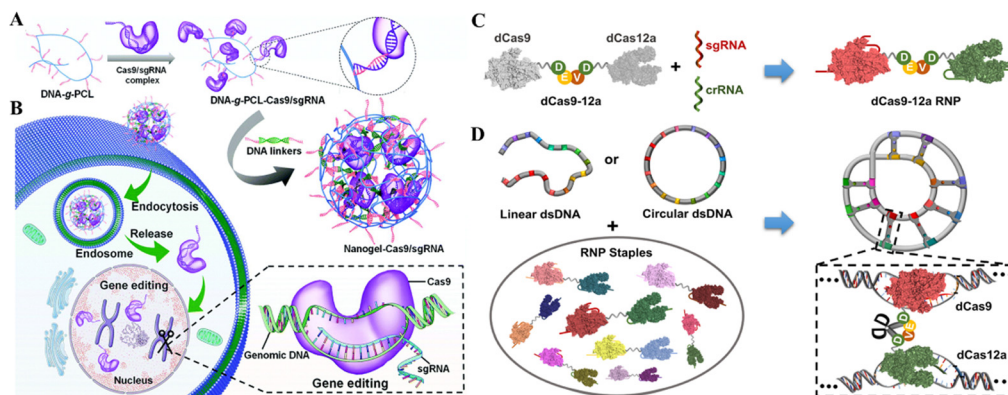 A
DNA-g-PCL
Cas9/sgRNA
complex
DNA-g-PCL-Cas9/sgRNA
B
DNA linkers
Nanogel-Cas9/sgRNA
Endocytosis
Release
Endosome
Gene editing
Nucleus
Cas9
Genomic DNA
sgRNA
Gene editing
C
dCas9
dCas12a
D
E
V
D
dCas9-12a
+
sgRNA
crRNA
D
E
V
D
dCas9-12a RNP
D
or
Linear dsDNA
Circular dsDNA
+
RNP Staples
dCas9
dCas12a